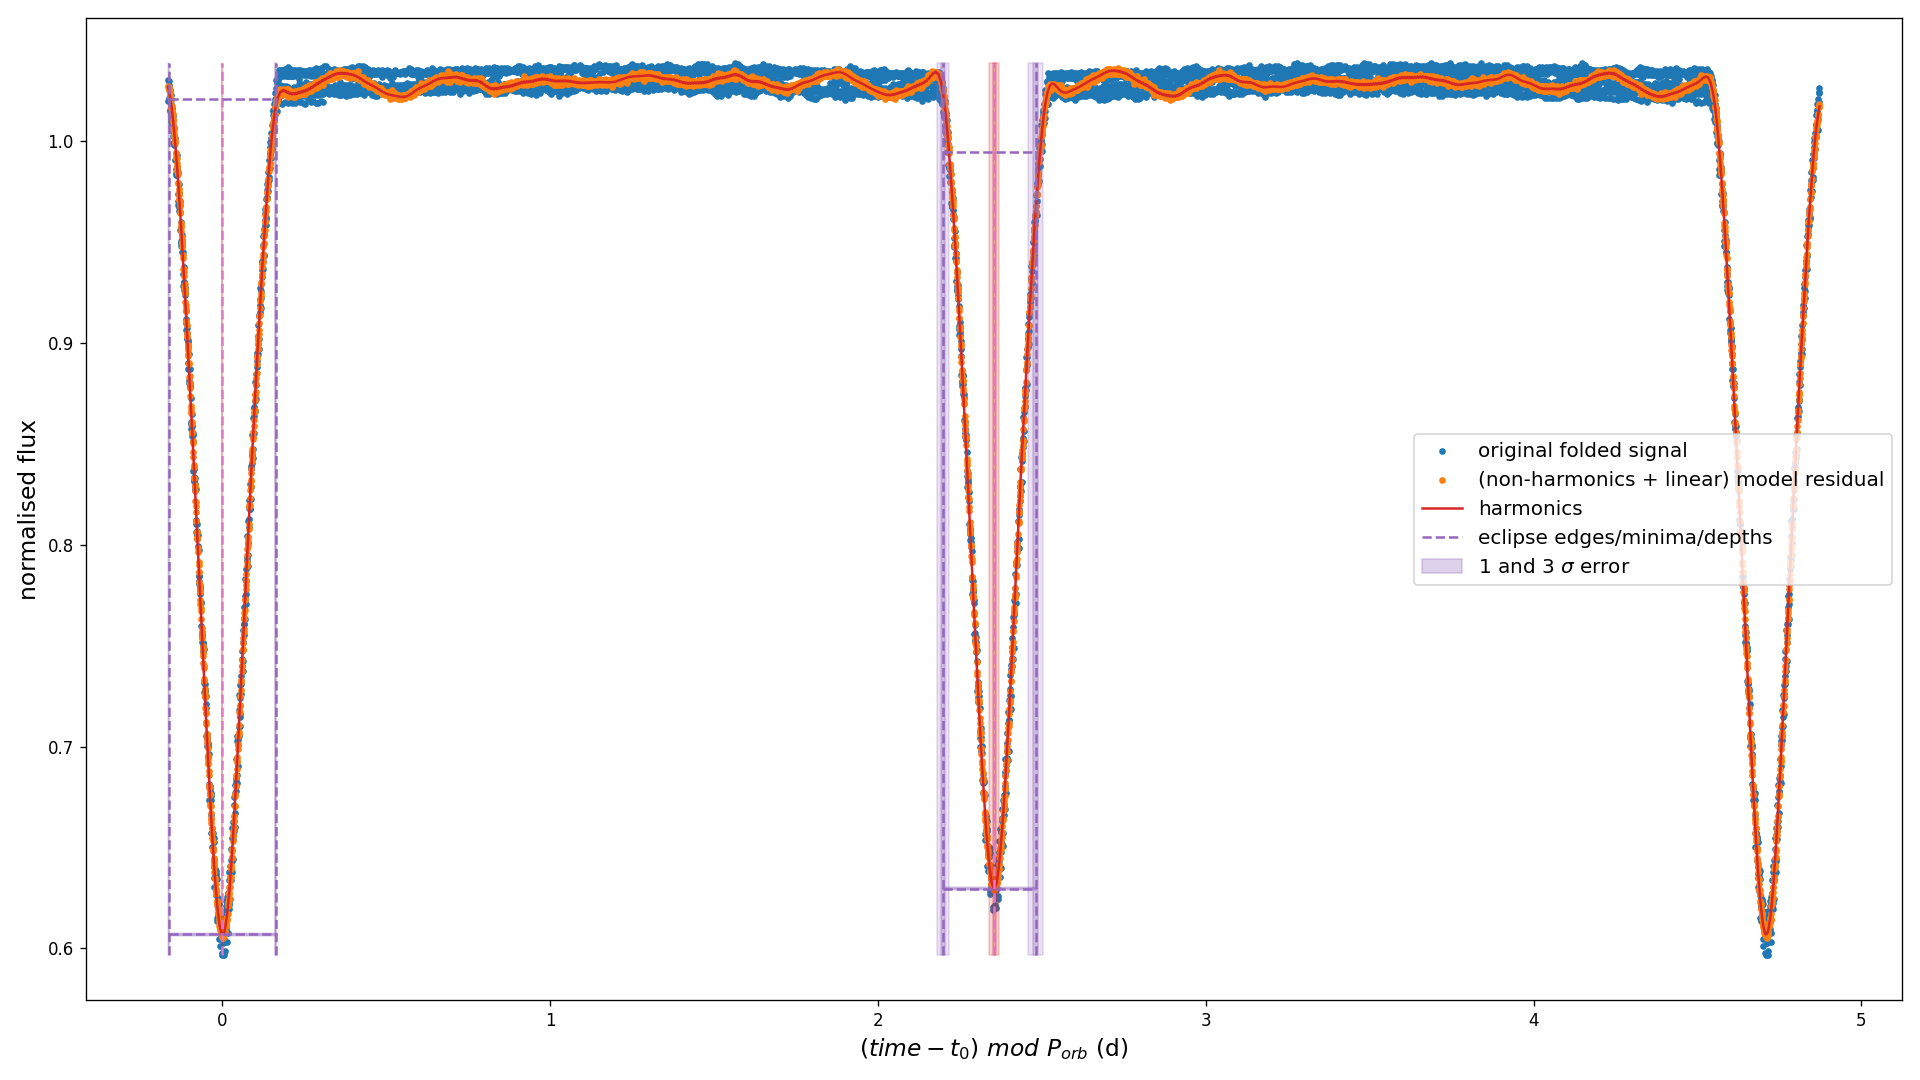 normalised flux
1.0
0.9
0.8
0.7
0.6
original folded signal
(non-harmonics + linear) model residual
harmonics
eclipse edges/minima/depths
1 and 3 σ error
0 1 2 3 4 5
(time − t₀) mod Pₒᵣb (d)